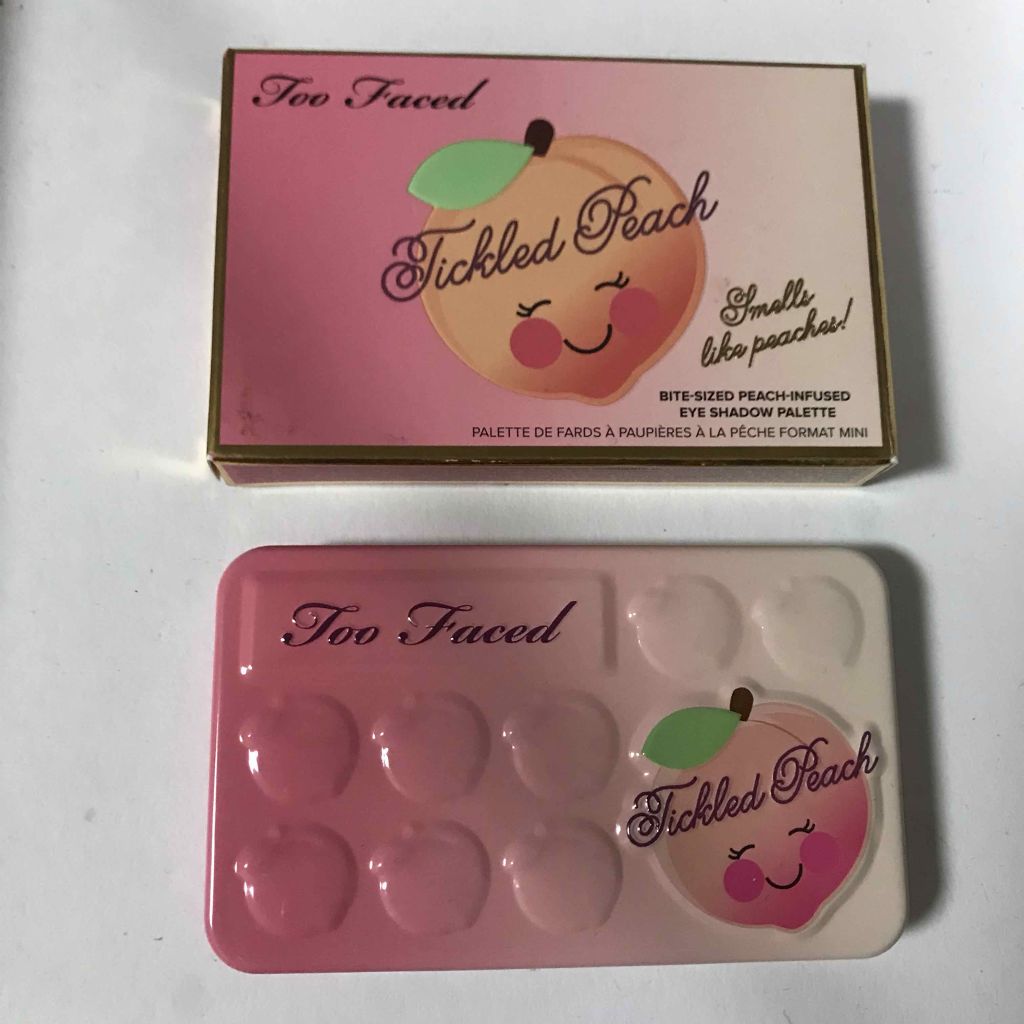 Too Faced
Tickled Peach
Smells
like peaches!
BITE-SIZED PEACH-INFUSED
EYE SHADOW PALETTE
PALETTE DE FARDS À PAUPIÈRES À LA PÊCHE FORMAT MINI
Too Faced
Tickled Peach